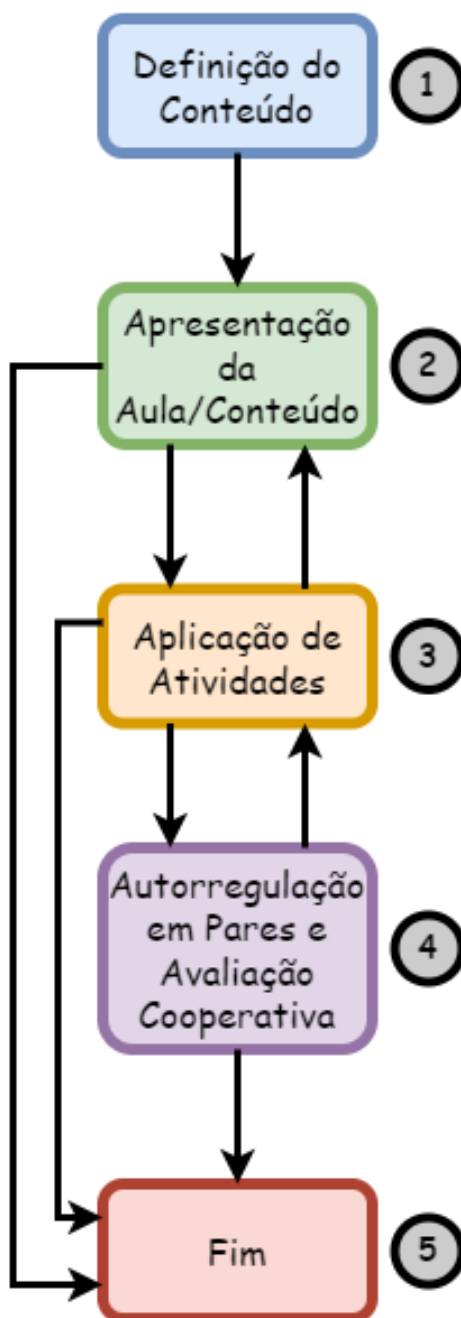 Definição do
Conteúdo
1
Apresentação
da
Aula/Conteúdo
2
Aplicação de
Atividades
3
Autorregulação
em Pares e
Avaliação
Cooperativa
4
Fim
5